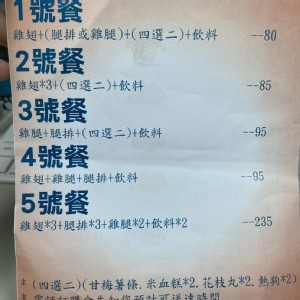 1號餐
雞翅+(腿排或雞腿)+(四選二)+飲料 --80
2號餐
雞翅*3+(四選二)+飲料 --85
3號餐
雞腿+腿排+(四選二)+飲料 --95
4號餐
雞翅+雞腿+腿排+飲料 --95
5號餐
雞翅*3+腿排*3+雞腿*2+飲料*2 --235
*(四選二)(甘梅薯條、米血糕*2、花枝丸*2、熱狗*2)